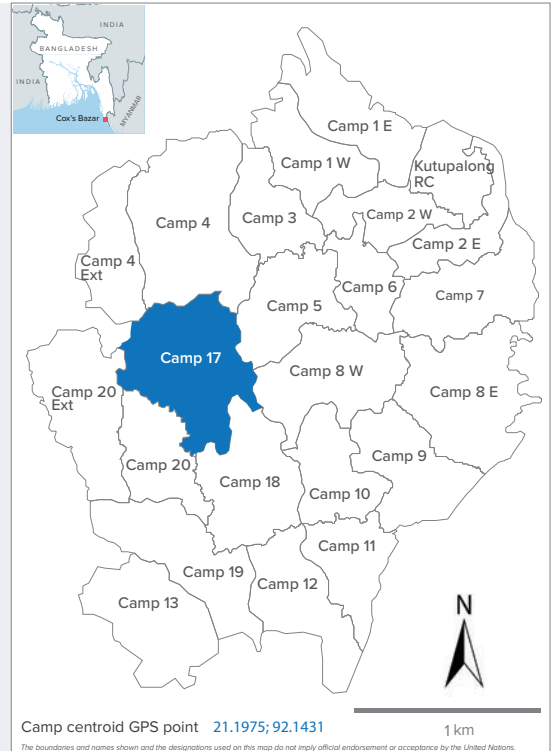 INDIA
BANGLADESH
INDIA
MYANMAR
Cox's Bazar
Camp 1 E
Camp 1 W
Kutupalong
RC
Camp 4
Camp 3
Camp 2 W
Camp 2 E
Camp 4
Ext
Camp 6
Camp 7
Camp 5
Camp 17
Camp 8 W
Camp 20
Ext
Camp 8 E
Camp 9
Camp 20
Camp 18
Camp 10
Camp 11
Camp 19
Camp 12
Camp 13
N
Camp centroid GPS point 21.1975; 92.1431
1 km
The boundaries and names shown and the designations used on this map do not imply official endorsement or acceptance by the United Nations.